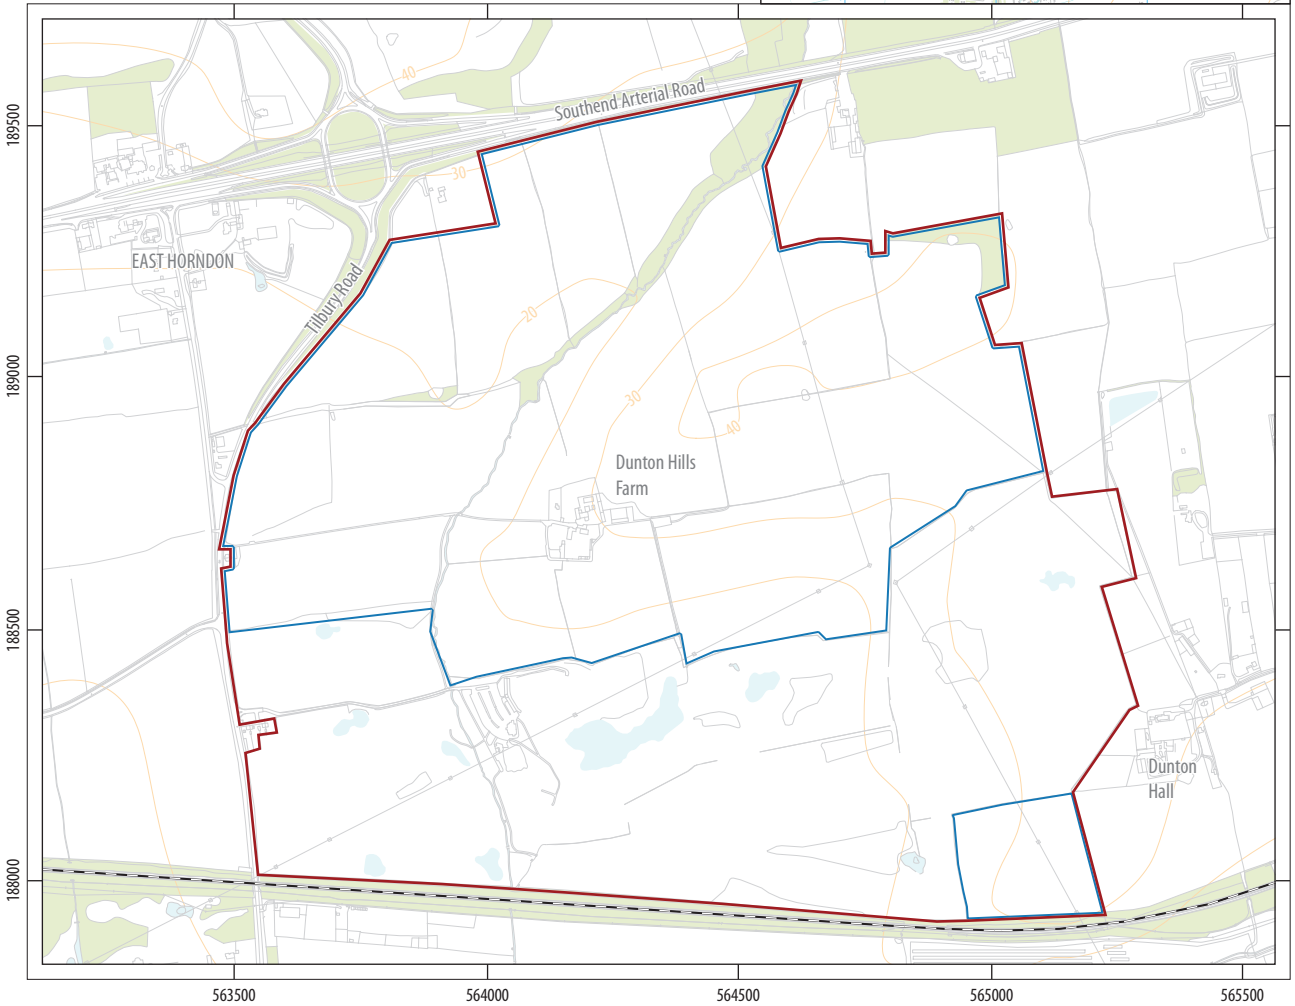 40
Southend Arterial Road
30
EAST HORNDON
Tilbury Road
20
30
40
Dunton Hills
Farm
Dunton
Hall
189500
189000
188500
188000
563500
564000
564500
565000
565500